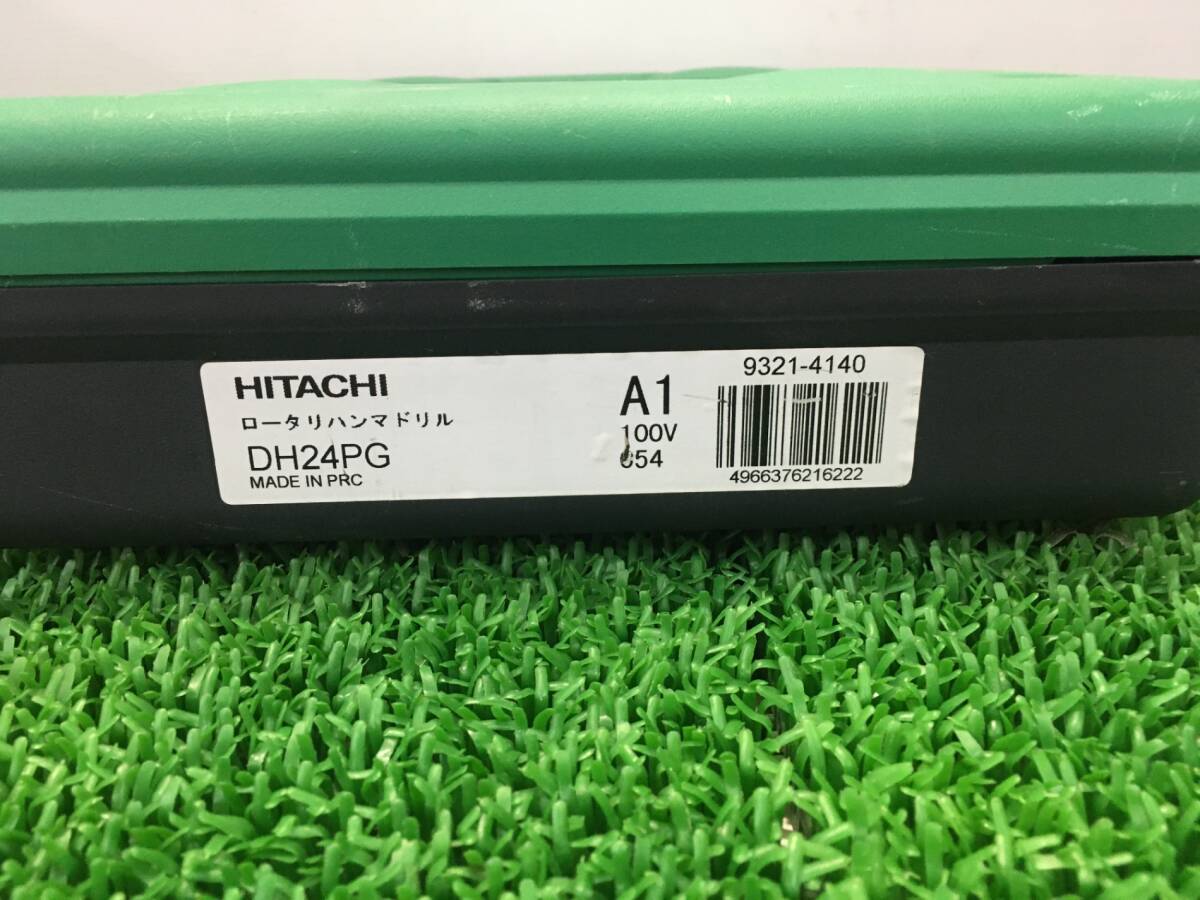 HITACHI
ロータリハンマドリル
DH24PG
MADE IN PRC
A1
100V
C54
9321-4140
4966376216222